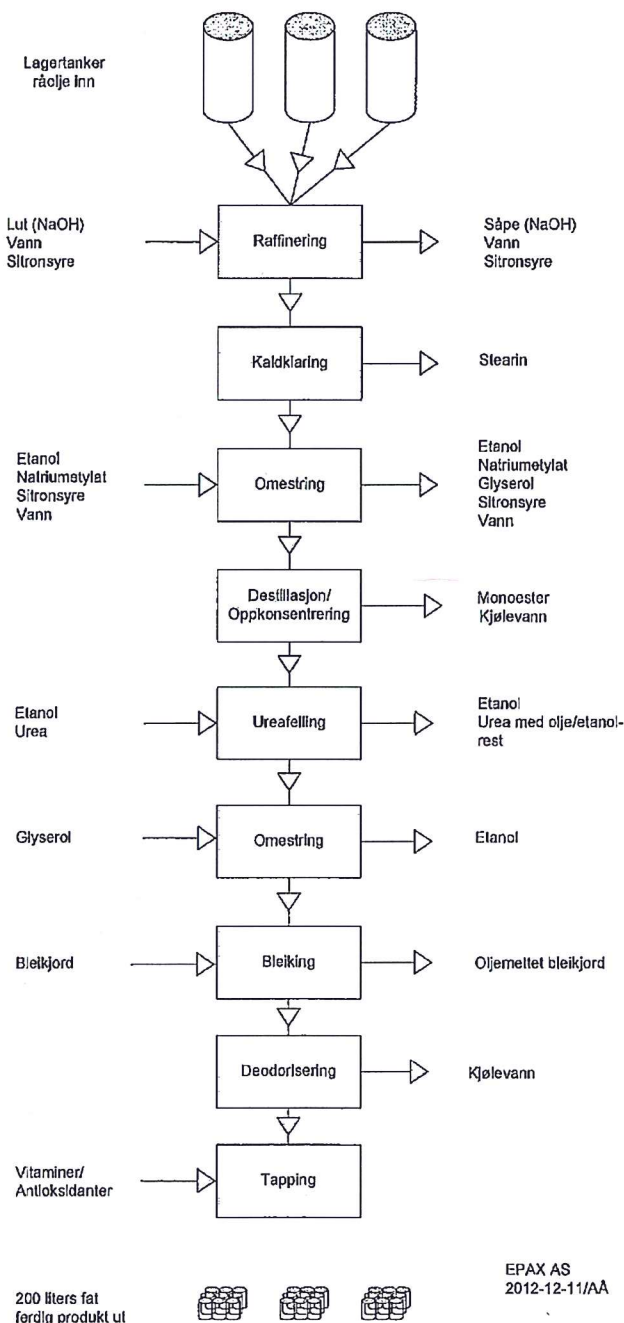 Lagertanker
råolje inn
Lut (NaOH)
Vann
Sitronsyre
Raffinering
Såpe (NaOH)
Vann
Sitronsyre
Kaldklaring
Stearin
Etanol
Natriumetylat
Sitronsyre
Vann
Omestring
Etanol
Natriumetylat
Glyserol
Sitronsyre
Vann
Destillasjon/
Oppkonsentrering
Monoester
Kjølevann
Etanol
Urea
Ureafelling
Etanol
Urea med olje/etanol-
rest
Glyserol
Omestring
Etanol
Bleikjord
Bleiking
Oljemettet bleikjord
Deodorisering
Kjølevann
Vitaminer/
Antioksidanter
Tapping
200 liters fat
ferdig produkt ut
EPAX AS
2012-12-11/AÅ